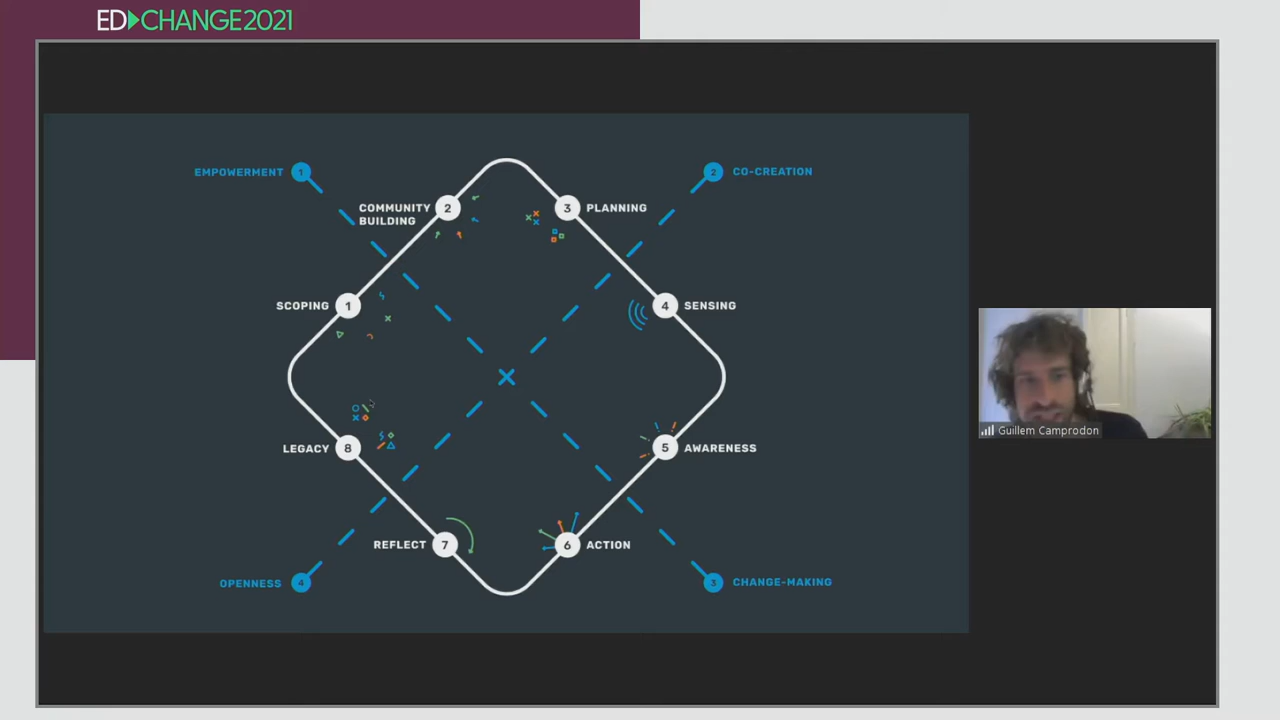 ED▶CHANGE2021
EMPOWERMENT 1
2 CO-CREATION
COMMUNITY
BUILDING 2
3 PLANNING
SCOPING 1
4 SENSING
LEGACY 8
5 AWARENESS
REFLECT 7
6 ACTION
OPENNESS 4
3 CHANGE-MAKING
Guillem Camprodon